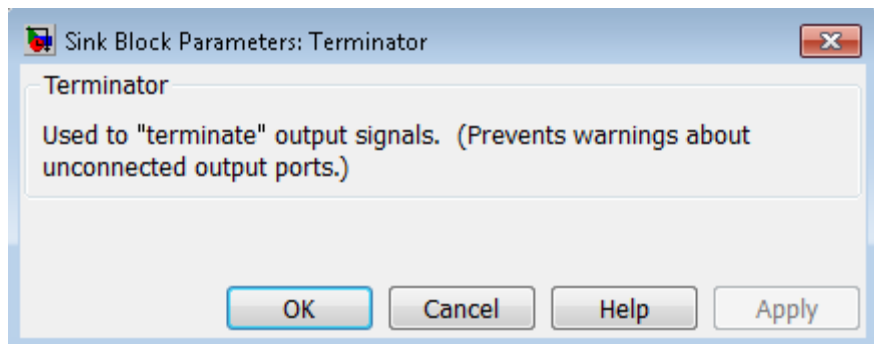 Sink Block Parameters: Terminator
Terminator
Used to "terminate" output signals.  (Prevents warnings about
unconnected output ports.)
OK Cancel Help Apply